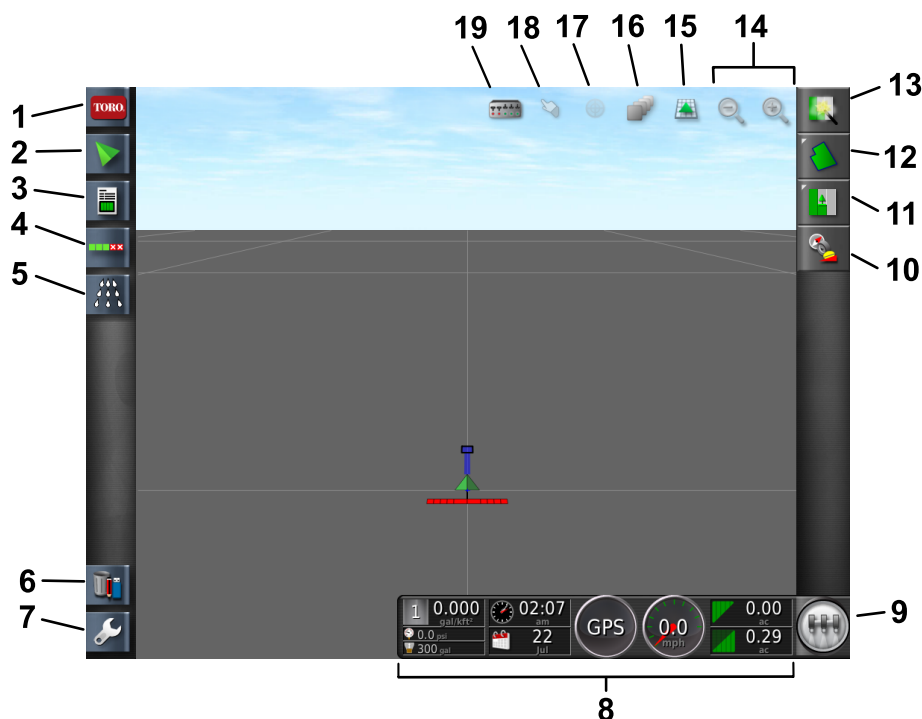 19 18 17 16 15 14
1 TORO. 13
2 12
3 11
4 10
5
6
7
1 0.000 gal/kft²
0.0 psi
300 gal
02:07 am
22 Jul
GPS
0.0 mph
0.00 ac
0.29 ac
9
8